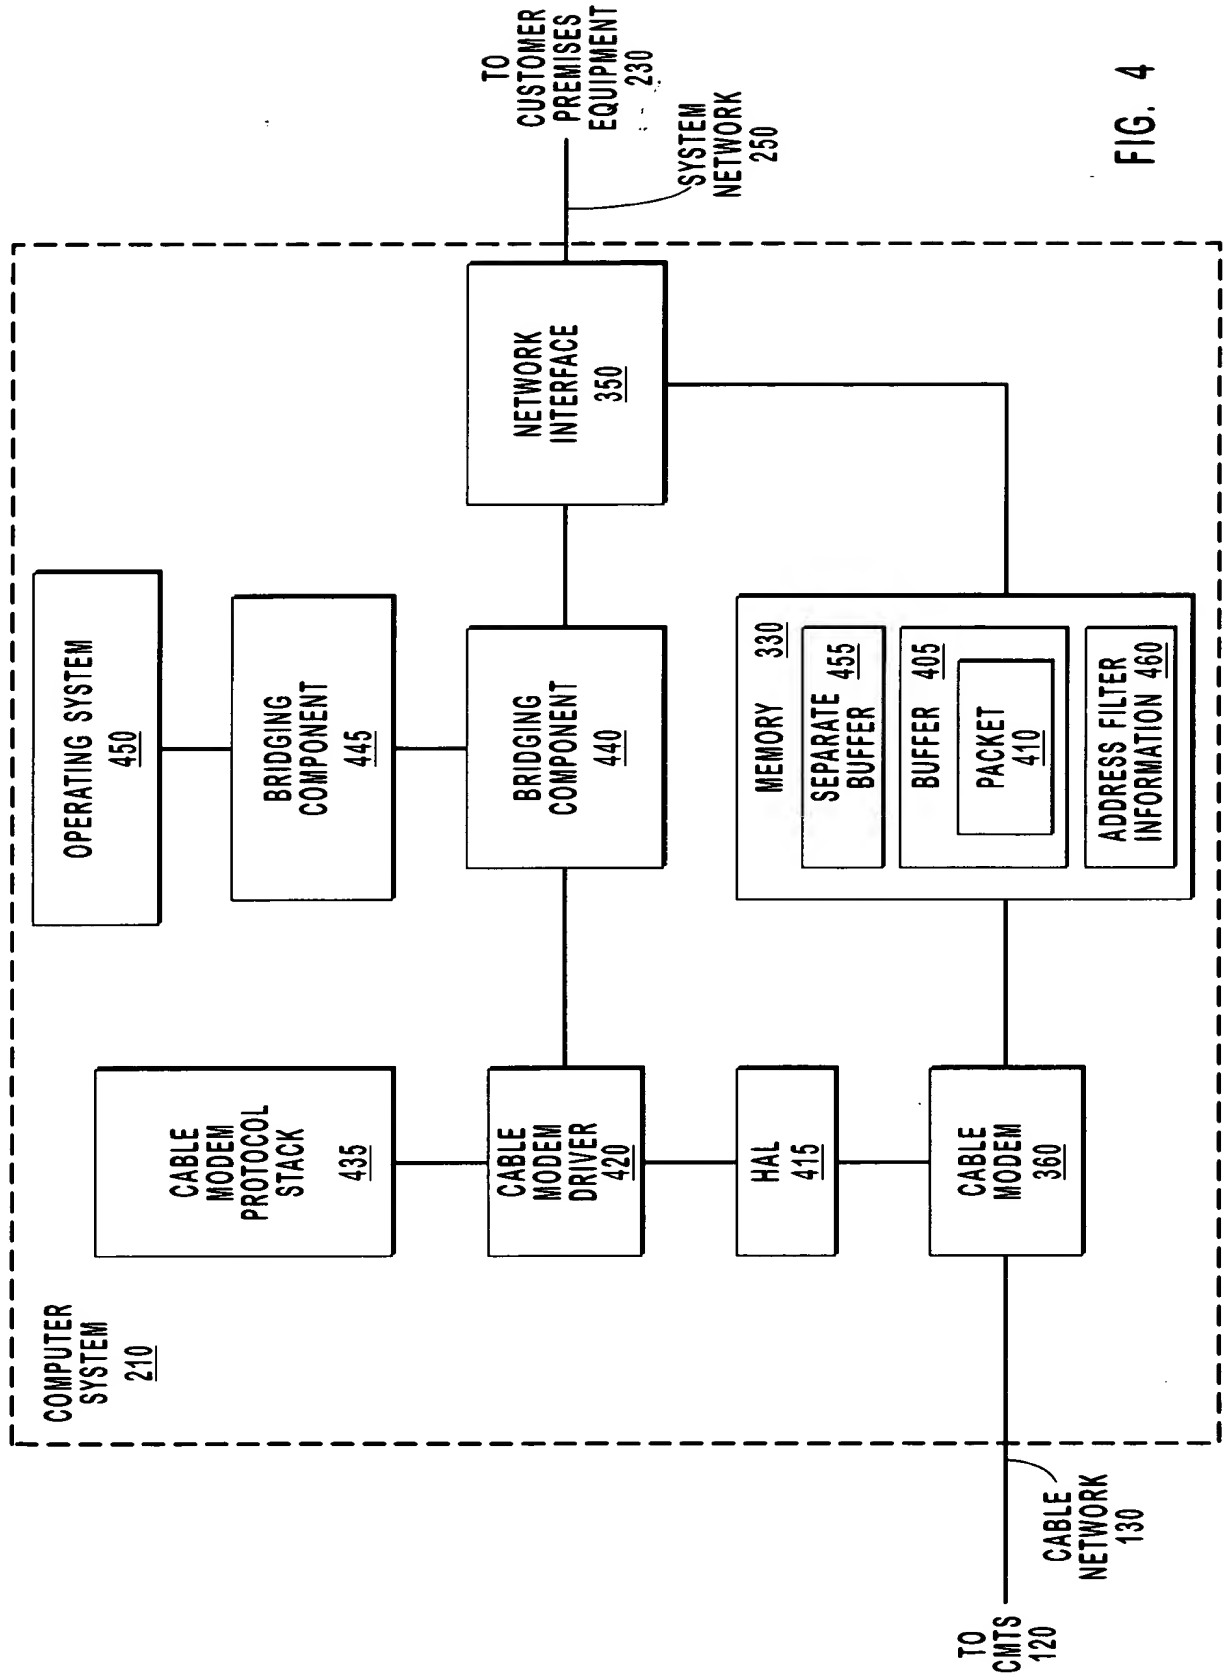 COMPUTER
SYSTEM
210
CABLE
MODEM
PROTOCOL
STACK
435
OPERATING SYSTEM
450
BRIDGING
COMPONENT
445
CABLE
MODEM
DRIVER
420
BRIDGING
COMPONENT
440
NETWORK
INTERFACE
350
TO
CUSTOMER
PREMISES
EQUIPMENT
230
SYSTEM
NETWORK
250
HAL
415
MEMORY 330
SEPARATE
BUFFER 455
BUFFER 405
PACKET
410
ADDRESS FILTER
INFORMATION 460
CABLE
MODEM
360
TO
CMTS
120
CABLE
NETWORK
130
FIG. 4